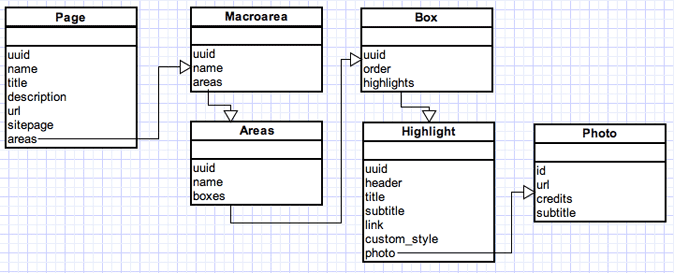 Page
uuid
name
title
description
url
sitepage
areas
Macroarea
uuid
name
areas
Areas
uuid
name
boxes
Box
uuid
order
highlights
Highlight
uuid
header
title
subtitle
link
custom_style
photo
Photo
id
url
credits
subtitle